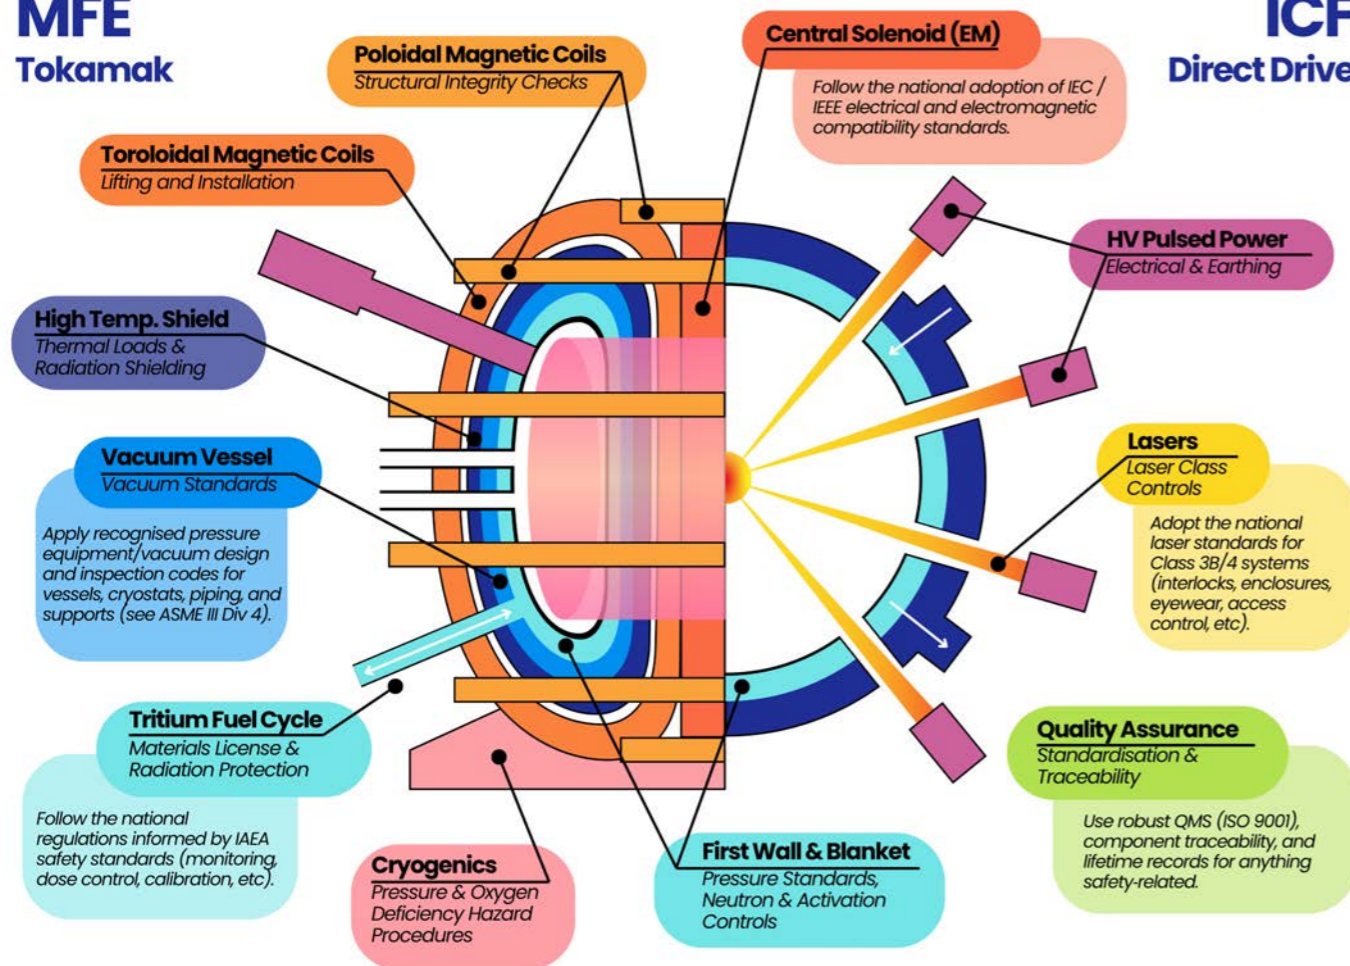 MFE
Tokamak
ICF
Direct Drive
Poloidal Magnetic Coils
Structural Integrity Checks
Central Solenoid (EM)
Follow the national adoption of IEC /
IEEE electrical and electromagnetic
compatibility standards.
Toroloidal Magnetic Coils
Lifting and Installation
HV Pulsed Power
Electrical & Earthing
High Temp. Shield
Thermal Loads &
Radiation Shielding
Vacuum Vessel
Vacuum Standards
Apply recognised pressure
equipment/vacuum design
and inspection codes for
vessels, cryostats, piping, and
supports (see ASME III Div 4).
Lasers
Laser Class
Controls
Adopt the national
laser standards for
Class 3B/4 systems
(interlocks, enclosures,
eyewear, access
control, etc).
Tritium Fuel Cycle
Materials License &
Radiation Protection
Follow the national
regulations informed by IAEA
safety standards (monitoring,
dose control, calibration, etc).
Cryogenics
Pressure & Oxygen
Deficiency Hazard
Procedures
First Wall & Blanket
Pressure Standards,
Neutron & Activation
Controls
Quality Assurance
Standardisation &
Traceability
Use robust QMS (ISO 9001),
component traceability, and
lifetime records for anything
safety-related.